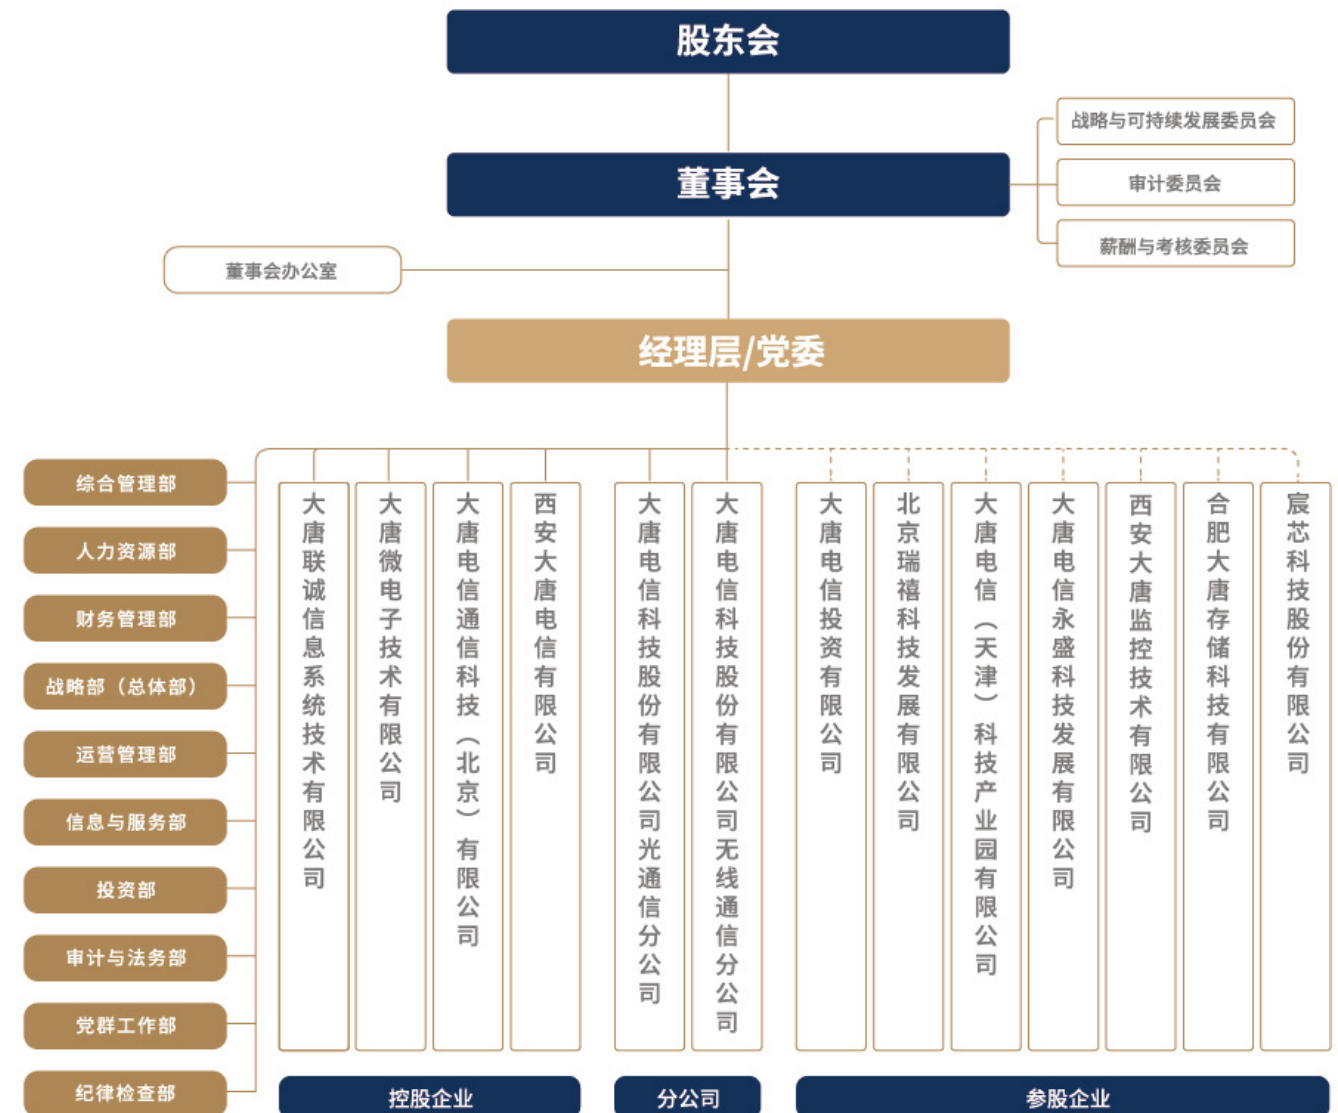 股东会
战略与可持续发展委员会
董事会
审计委员会
薪酬与考核委员会
董事会办公室
经理层/党委
综合管理部
人力资源部
财务管理部
战略部（总体部）
运营管理部
信息与服务部
投资部
审计与法务部
党群工作部
纪律检查部
大唐联诚信息系统技术有限公司
大唐微电子技术有限公司
大唐电信通信科技（北京）有限公司
西安大唐电信有限公司
大唐电信科技股份有限公司光通信分公司
大唐电信科技股份有限公司无线通信分公司
大唐电信投资有限公司
北京瑞禧科技发展有限公司
大唐电信（天津）科技产业园有限公司
大唐电信永盛科技发展有限公司
西安大唐监控技术有限公司
合肥大唐存储科技有限公司
宸芯科技股份有限公司
控股企业
分公司
参股企业